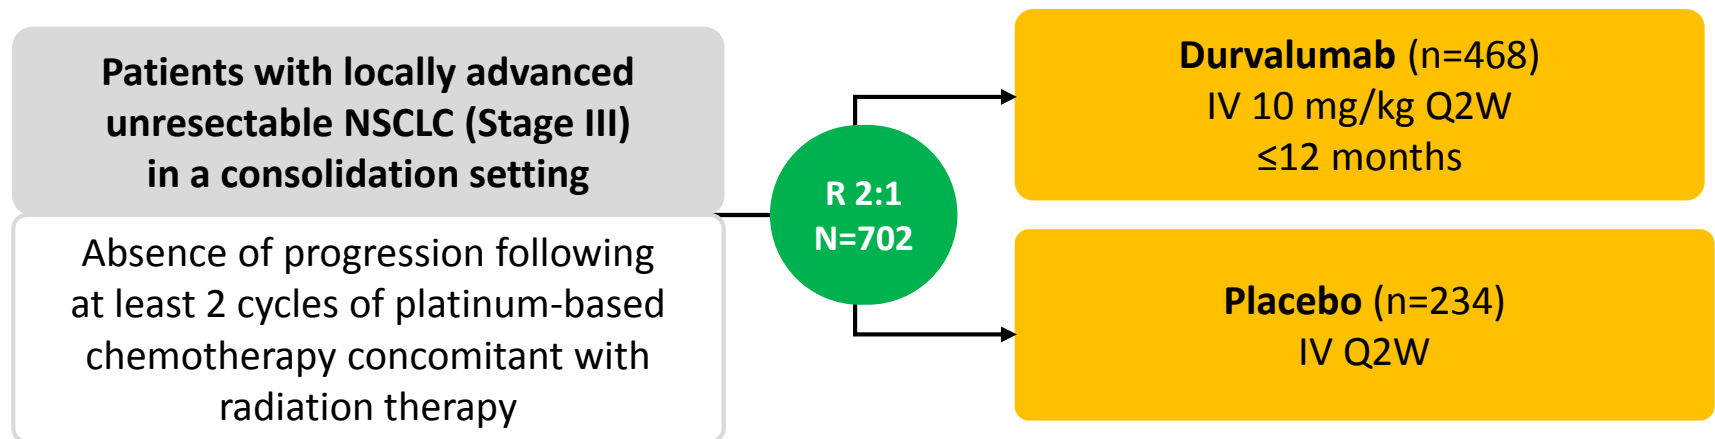 Patients with locally advanced
unresectable NSCLC (Stage III)
in a consolidation setting
Absence of progression following
at least 2 cycles of platinum-based
chemotherapy concomitant with
radiation therapy
R 2:1
N=702
Durvalumab (n=468)
IV 10 mg/kg Q2W
≤12 months
Placebo (n=234)
IV Q2W